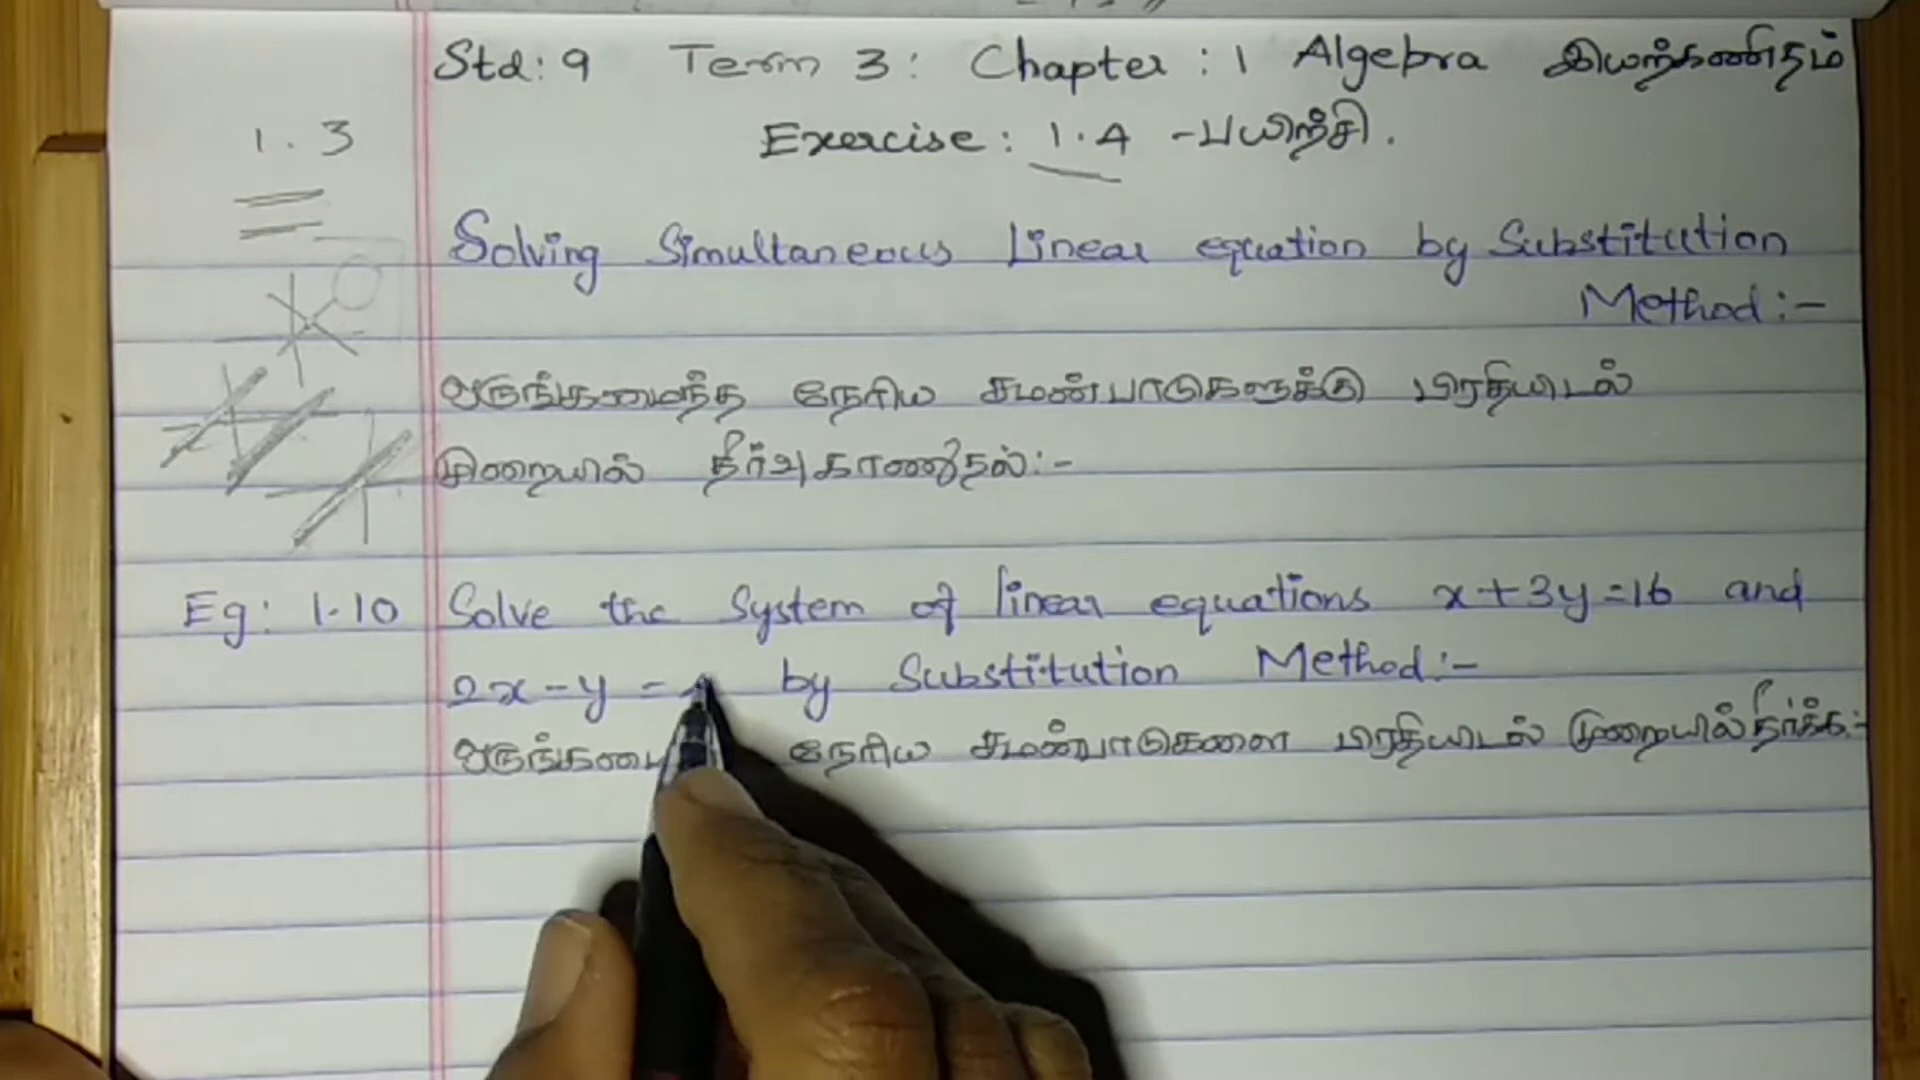 Std: 9 Term 3: Chapter: 1 Algebra இயற்கணிதம்
1.3
Exercise: 1.4 - பயிற்சி.
Solving Simultaneous Linear equation by Substitution
Method:-
ஒருங்கமைந்த நேரிய சமன்பாடுகளுக்கு பிரதியிடல்
முறையில் தீர்வுகாணுதல்:-
Eg: 1.10 Solve the System of linear equations x+3y=16 and
2x-y = by Substitution Method:-
நேரிய சமன்பாடுகளை பிரதியிடல் முறையில் தீர்க்க:-